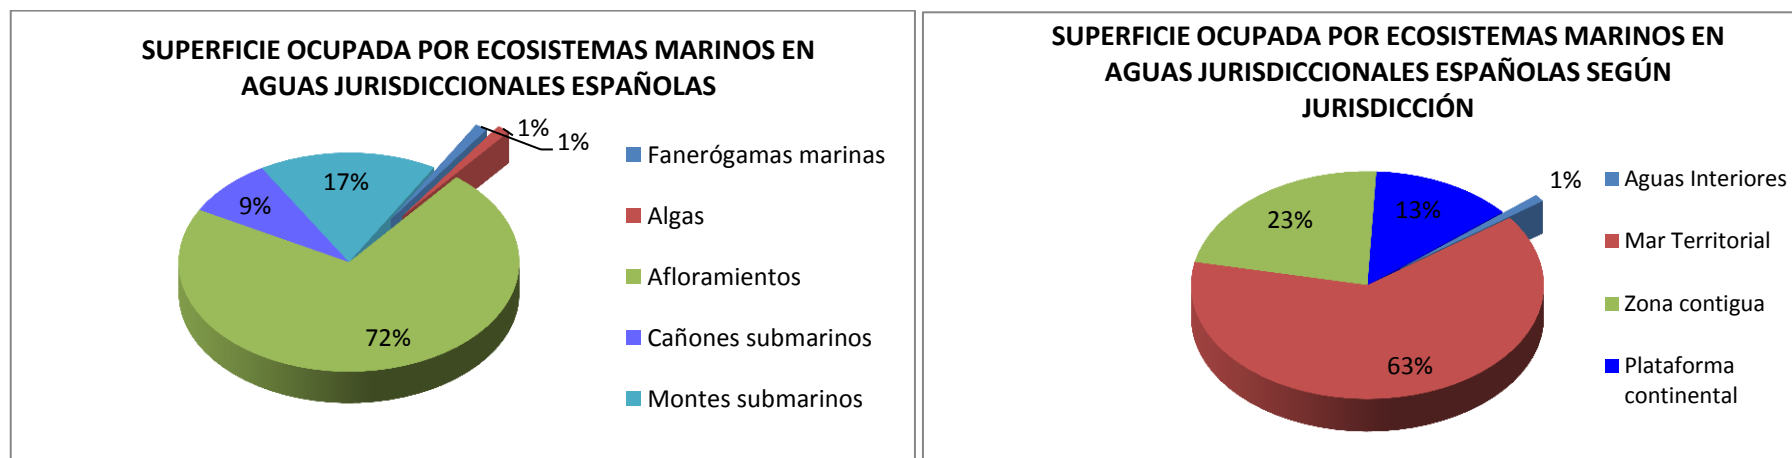 SUPERFICIE OCUPADA POR ECOSISTEMAS MARINOS EN
AGUAS JURISDICCIONALES ESPAÑOLAS
1%
1%
17%
9%
72%
Fanerógamas marinas
Algas
Afloramientos
Cañones submarinos
Montes submarinos
SUPERFICIE OCUPADA POR ECOSISTEMAS MARINOS EN
AGUAS JURISDICCIONALES ESPAÑOLAS SEGÚN
JURISDICCIÓN
1%
13%
23%
63%
Aguas Interiores
Mar Territorial
Zona contigua
Plataforma
continental